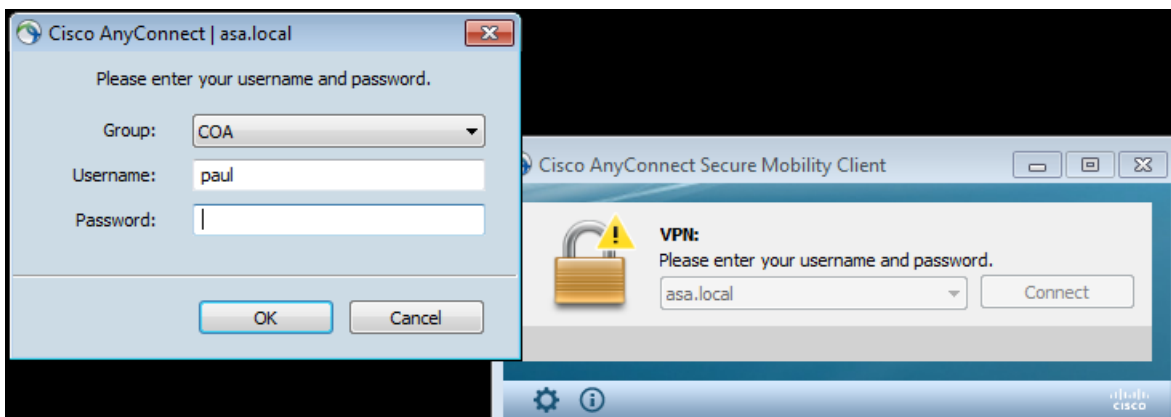 Cisco AnyConnect | asa.local
Please enter your username and password.
Group:
COA
Username:
paul
Password:
OK
Cancel
Cisco AnyConnect Secure Mobility Client
VPN:
Please enter your username and password.
asa.local
Connect
CISCO